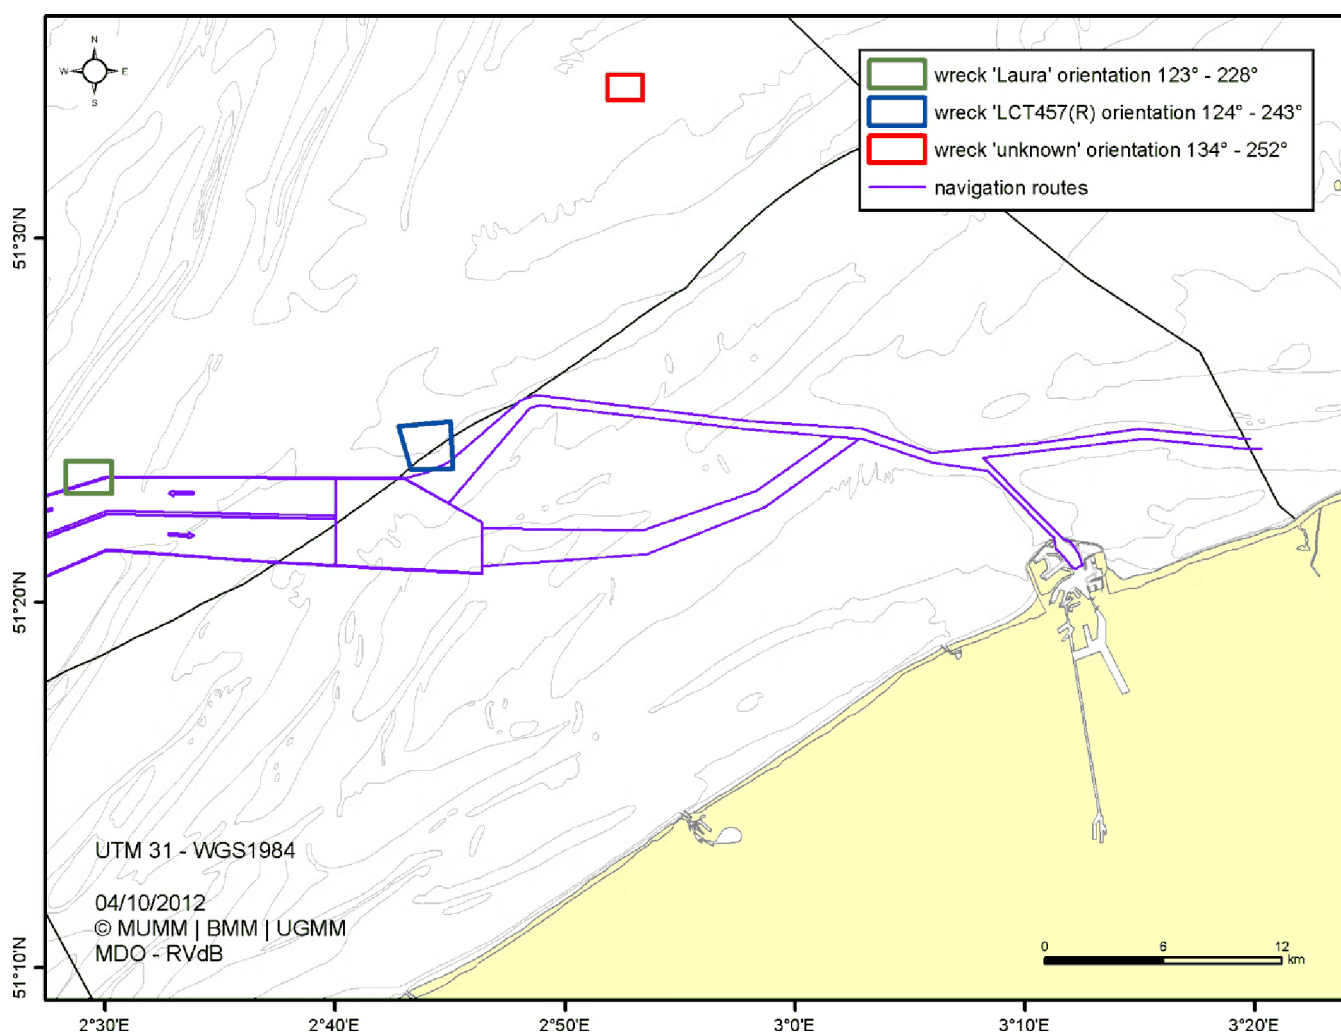 N
W E
S
wreck 'Laura' orientation 123° - 228°
wreck 'LCT457(R) orientation 124° - 243°
wreck 'unknown' orientation 134° - 252°
navigation routes
51°30'N
51°20'N
51°10'N
UTM 31 - WGS1984
04/10/2012
© MUMM | BMM | UGMM
MDO - RVdB
0 6 12
km
2°30'E 2°40'E 2°50'E 3°0'E 3°10'E 3°20'E